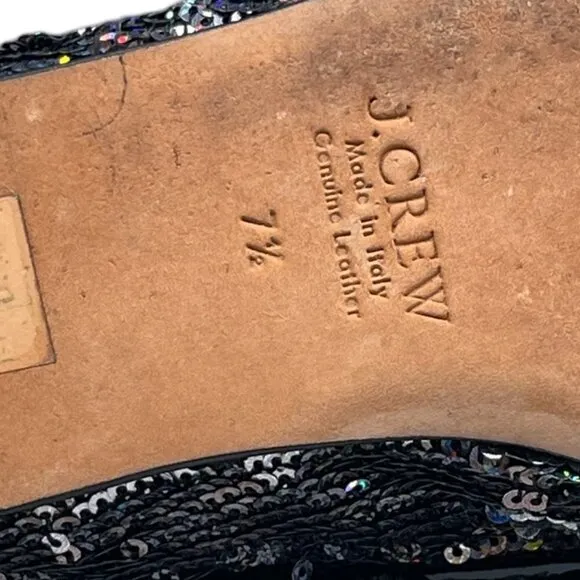 J.CREW
Made in Italy
Genuine Leather
7½